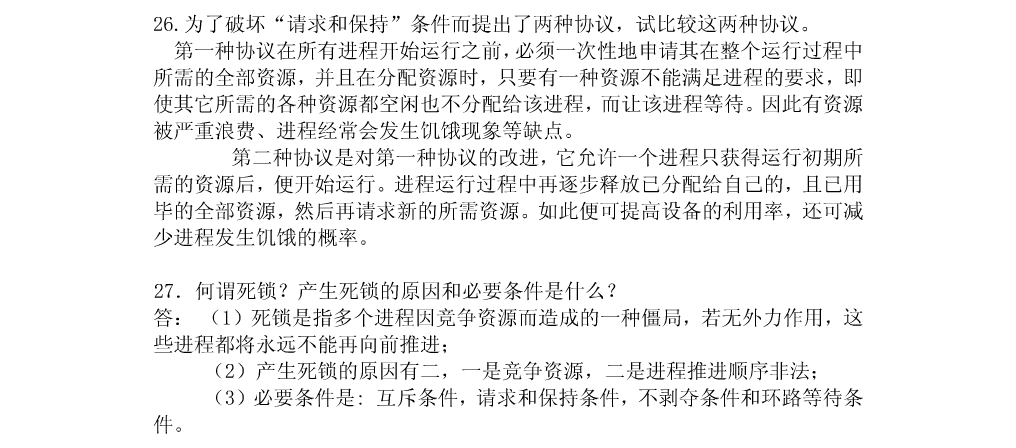 26.为了破坏“请求和保持”条件而提出了两种协议，试比较这两种协议。
第一种协议在所有进程开始运行之前,必须一次性地申请其在整个运行过程中
所需的全部资源，并且在分配资源时，只要有一种资源不能满足进程的要求，即
使其它所需的各种资源都空闲也不分配给该进程，而让该进程等待。因此有资源
被严重浪费、进程经常会发生饥饿现象等缺点。
第二种协议是对第一种协议的改进，它允许一个进程只获得运行初期所
需的资源后，便开始运行。进程运行过程中再逐步释放已分配给自己的，且已用
毕的全部资源，然后再请求新的所需资源。如此便可提高设备的利用率，还可减
少进程发生饥饿的概率。
27．何谓死锁？产生死锁的原因和必要条件是什么？
答：（1）死锁是指多个进程因竞争资源而造成的一种僵局，若无外力作用，这
些进程都将永远不能再向前推进；
（2）产生死锁的原因有二，一是竞争资源，二是进程推进顺序非法；
（3）必要条件是: 互斥条件，请求和保持条件，不剥夺条件和环路等待条
件。